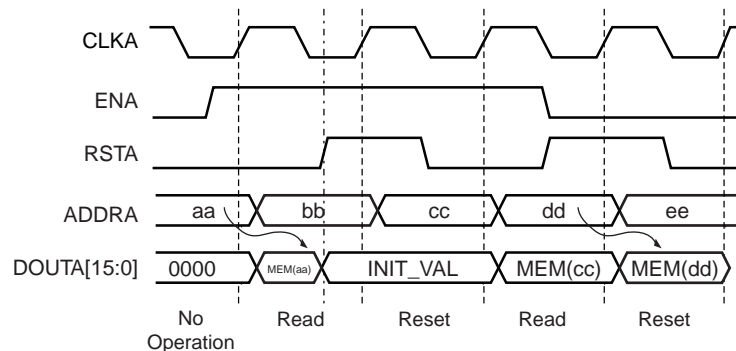 CLKA
ENA
RSTA
ADDRA aa bb cc dd ee
DOUTA[15:0] 0000 MEM(aa) INIT_VAL MEM(cc) MEM(dd)
No Read Reset Read Reset
Operation